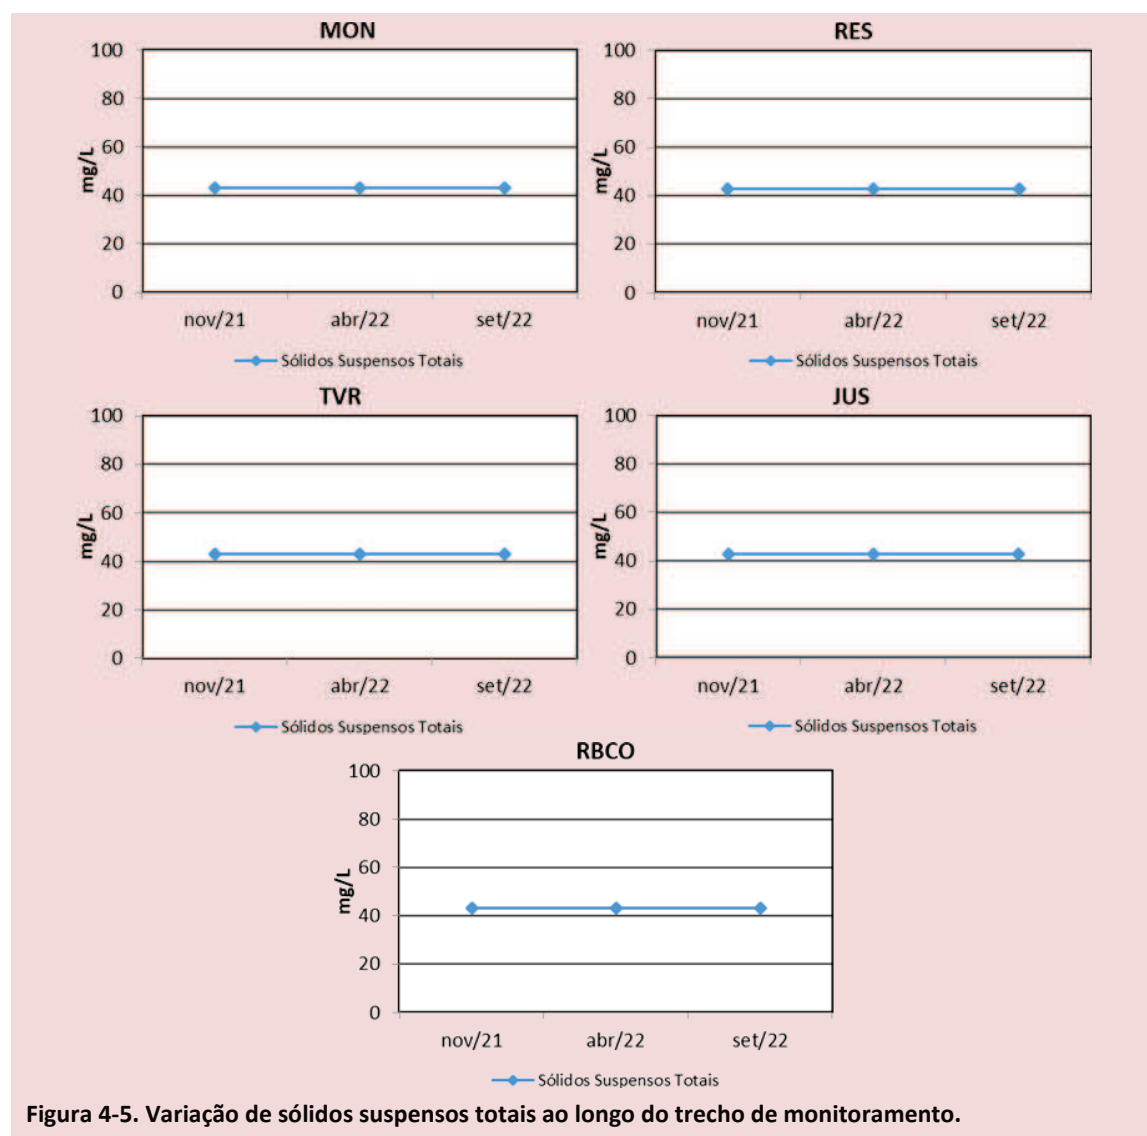 MON
100
80
60
40
20
0
mg/L
nov/21 abr/22 set/22
Sólidos Suspensos Totais
RES
100
80
60
40
20
0
mg/L
nov/21 abr/22 set/22
Sólidos Suspensos Totais
TVR
100
80
60
40
20
0
mg/L
nov/21 abr/22 set/22
Sólidos Suspensos Totais
JUS
100
80
60
40
20
0
mg/L
nov/21 abr/22 set/22
Sólidos Suspensos Totais
RBCO
100
80
60
40
20
0
mg/L
nov/21 abr/22 set/22
Sólidos Suspensos Totais
Figura 4-5. Variação de sólidos suspensos totais ao longo do trecho de monitoramento.